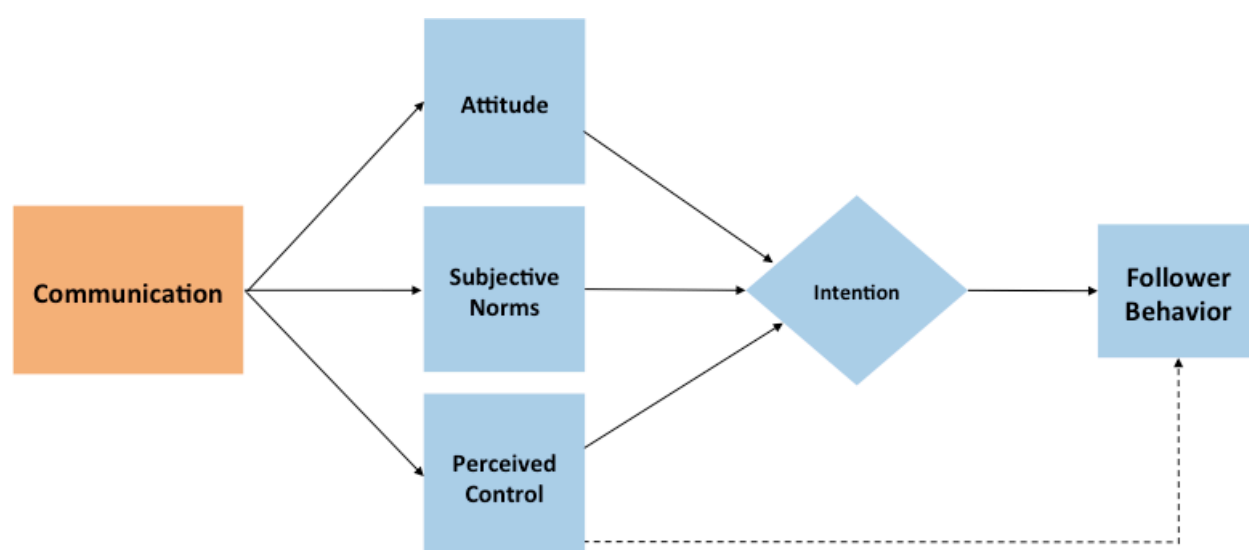 Attitude
Communication
Subjective
Norms
Intention
Follower
Behavior
Perceived
Control